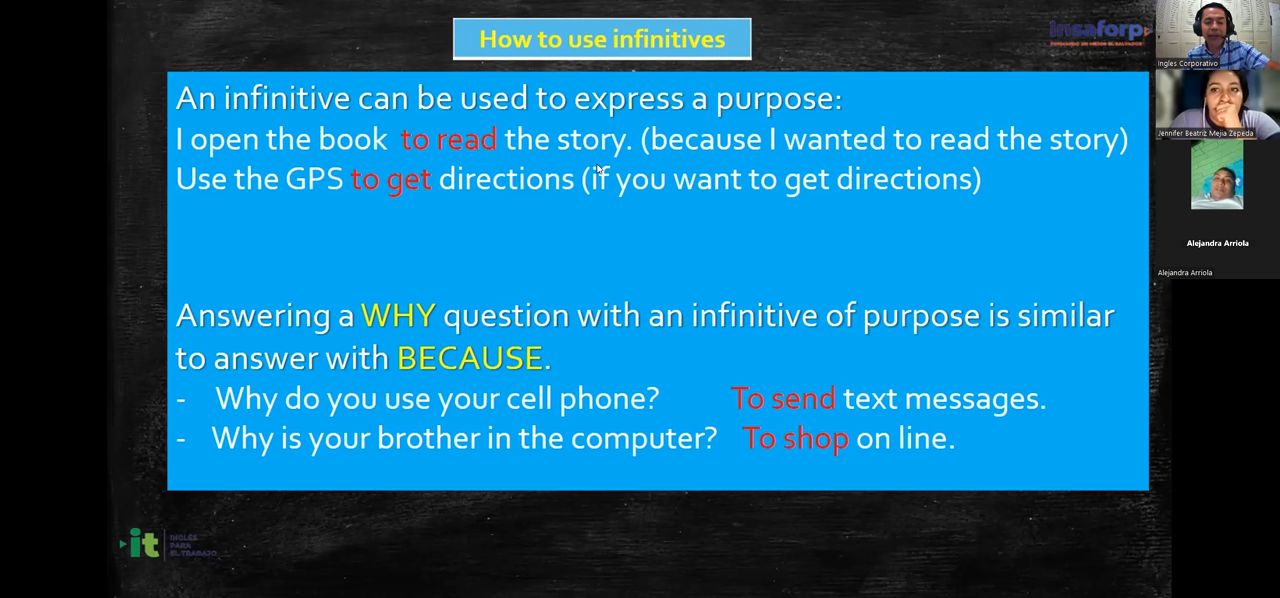 How to use infinitives
insaforp
An infinitive can be used to express a purpose:
I open the book to read the story. (because I wanted to read the story)
Use the GPS to get directions (if you want to get directions)
Answering a WHY question with an infinitive of purpose is similar
to answer with BECAUSE.
- Why do you use your cell phone? To send text messages.
- Why is your brother in the computer? To shop on line.
it
INGLÉS
PARA
EL TRABAJO
Ingles Corporativo
Jennifer Beatriz Mejia Zepeda
Alejandra Arriola
Alejandra Arriola